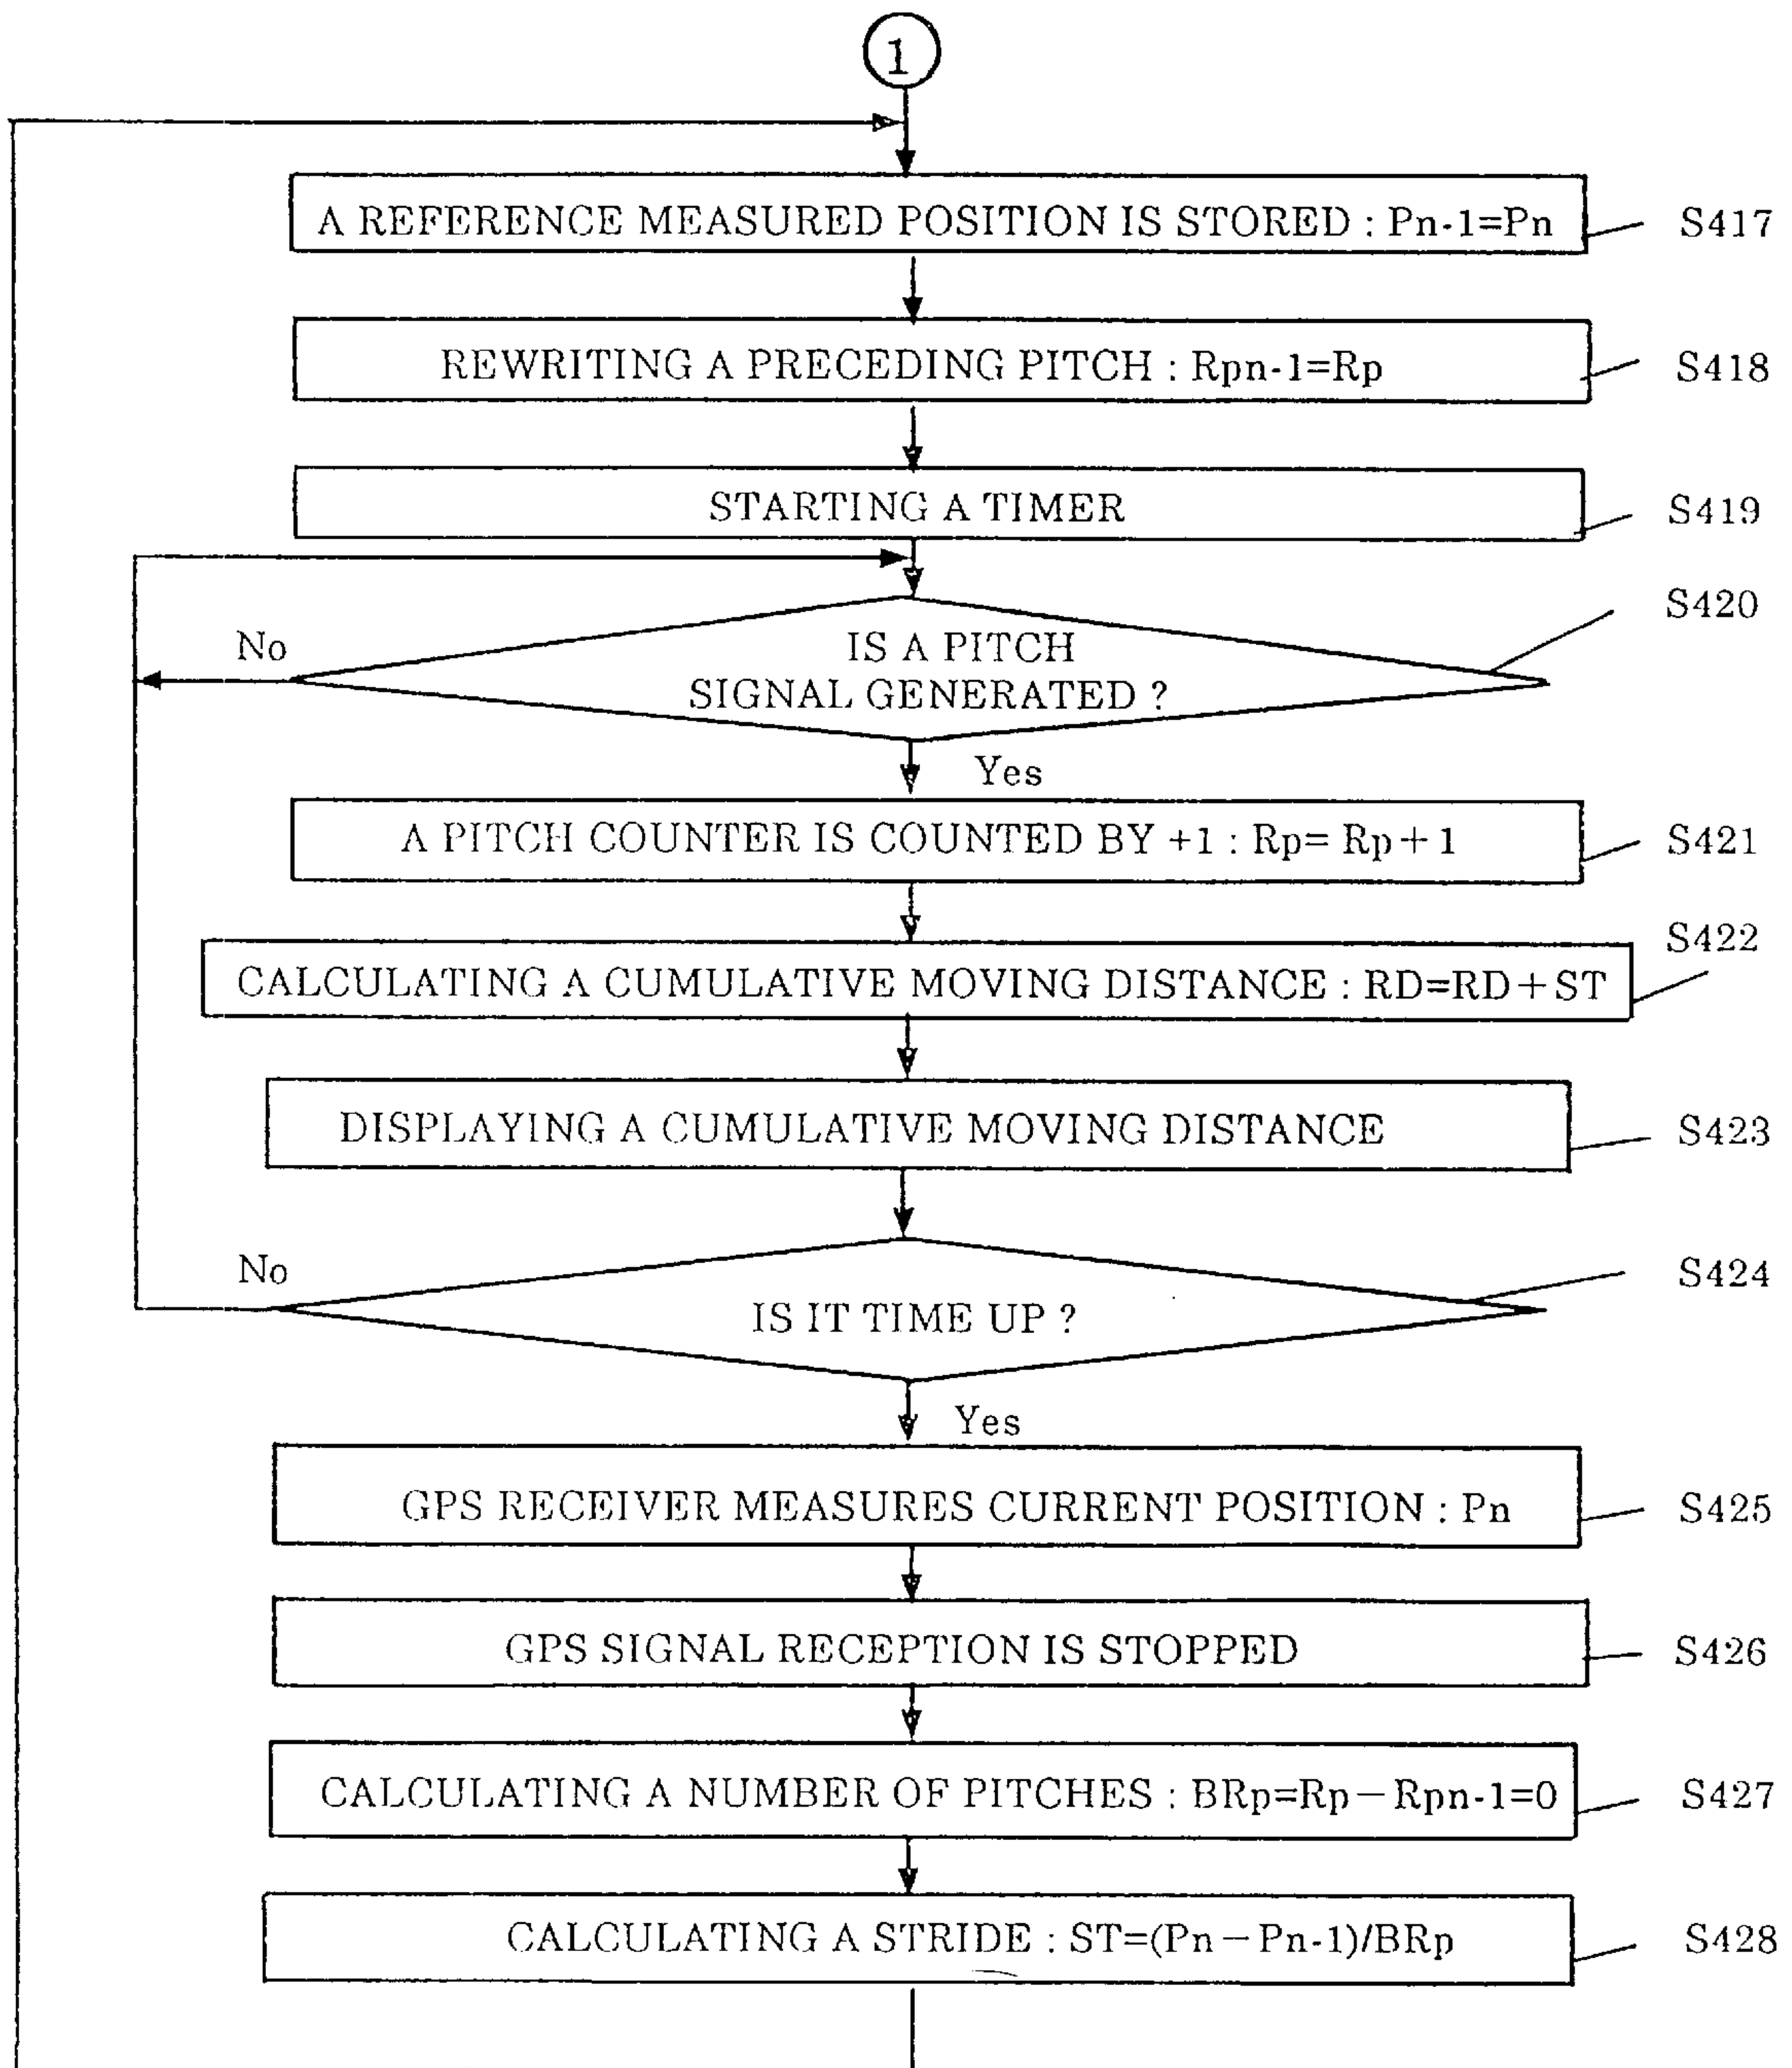 1
A REFERENCE MEASURED POSITION IS STORED : Pn-1=Pn
S417
REWRITING A PRECEDING PITCH : Rpn-1=Rp
S418
STARTING A TIMER
S419
S420
No
IS A PITCH
SIGNAL GENERATED ?
Yes
A PITCH COUNTER IS COUNTED BY +1 : Rp= Rp+1
S421
S422
CALCULATING A CUMULATIVE MOVING DISTANCE : RD=RD+ST
DISPLAYING A CUMULATIVE MOVING DISTANCE
S423
No
S424
IS IT TIME UP ?
Yes
GPS RECEIVER MEASURES CURRENT POSITION : Pn
S425
GPS SIGNAL RECEPTION IS STOPPED
S426
CALCULATING A NUMBER OF PITCHES : BRp=Rp−Rpn-1=0
S427
CALCULATING A STRIDE : ST=(Pn−Pn-1)/BRp
S428